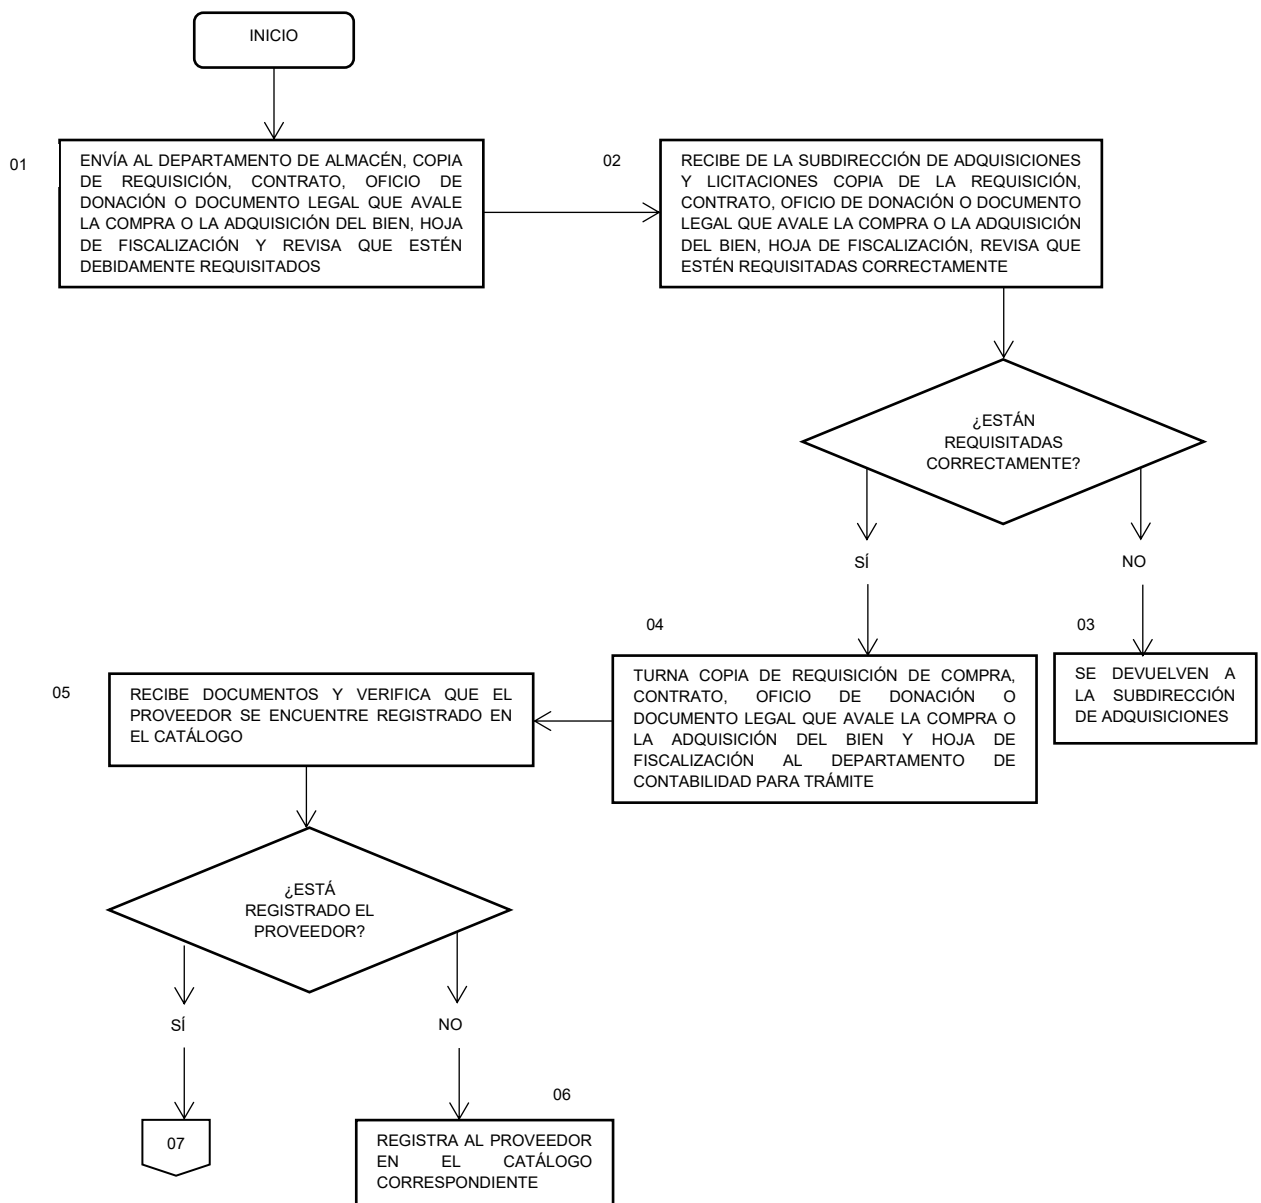 INICIO
01
ENVÍA AL DEPARTAMENTO DE ALMACÉN, COPIA
DE REQUISICIÓN, CONTRATO, OFICIO DE
DONACIÓN O DOCUMENTO LEGAL QUE AVALE
LA COMPRA O LA ADQUISICIÓN DEL BIEN, HOJA
DE FISCALIZACIÓN Y REVISA QUE ESTÉN
DEBIDAMENTE REQUISITADOS
02
RECIBE DE LA SUBDIRECCIÓN DE ADQUISICIONES
Y LICITACIONES COPIA DE LA REQUISICIÓN,
CONTRATO, OFICIO DE DONACIÓN O DOCUMENTO
LEGAL QUE AVALE LA COMPRA O LA ADQUISICIÓN
DEL BIEN, HOJA DE FISCALIZACIÓN, REVISA QUE
ESTÉN REQUISITADAS CORRECTAMENTE
¿ESTÁN
REQUISITADAS
CORRECTAMENTE?
SÍ
NO
03
SE DEVUELVEN A
LA SUBDIRECCIÓN
DE ADQUISICIONES
04
TURNA COPIA DE REQUISICIÓN DE COMPRA,
CONTRATO, OFICIO DE DONACIÓN O
DOCUMENTO LEGAL QUE AVALE LA COMPRA O
LA ADQUISICIÓN DEL BIEN Y HOJA DE
FISCALIZACIÓN AL DEPARTAMENTO DE
CONTABILIDAD PARA TRÁMITE
05
RECIBE DOCUMENTOS Y VERIFICA QUE EL
PROVEEDOR SE ENCUENTRE REGISTRADO EN
EL CATÁLOGO
¿ESTÁ
REGISTRADO EL
PROVEEDOR?
SÍ
NO
07
06
REGISTRA AL PROVEEDOR
EN EL CATÁLOGO
CORRESPONDIENTE